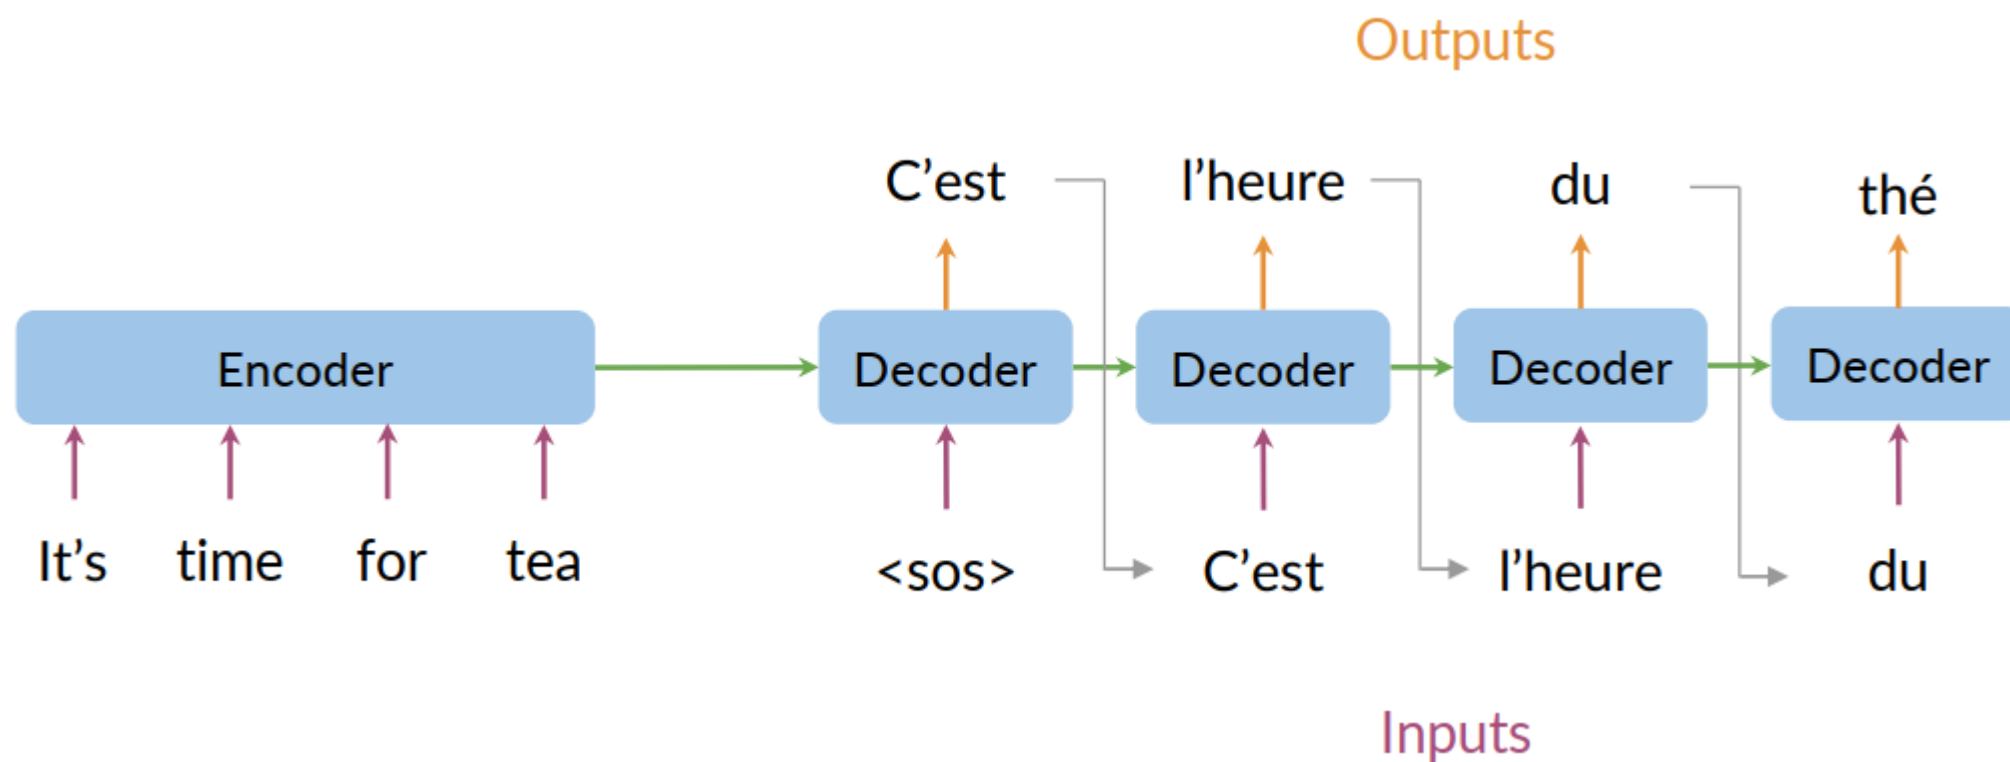 Outputs
C’est l’heure du thé
Encoder Decoder Decoder Decoder Decoder
It’s time for tea <sos> C’est l’heure du
Inputs